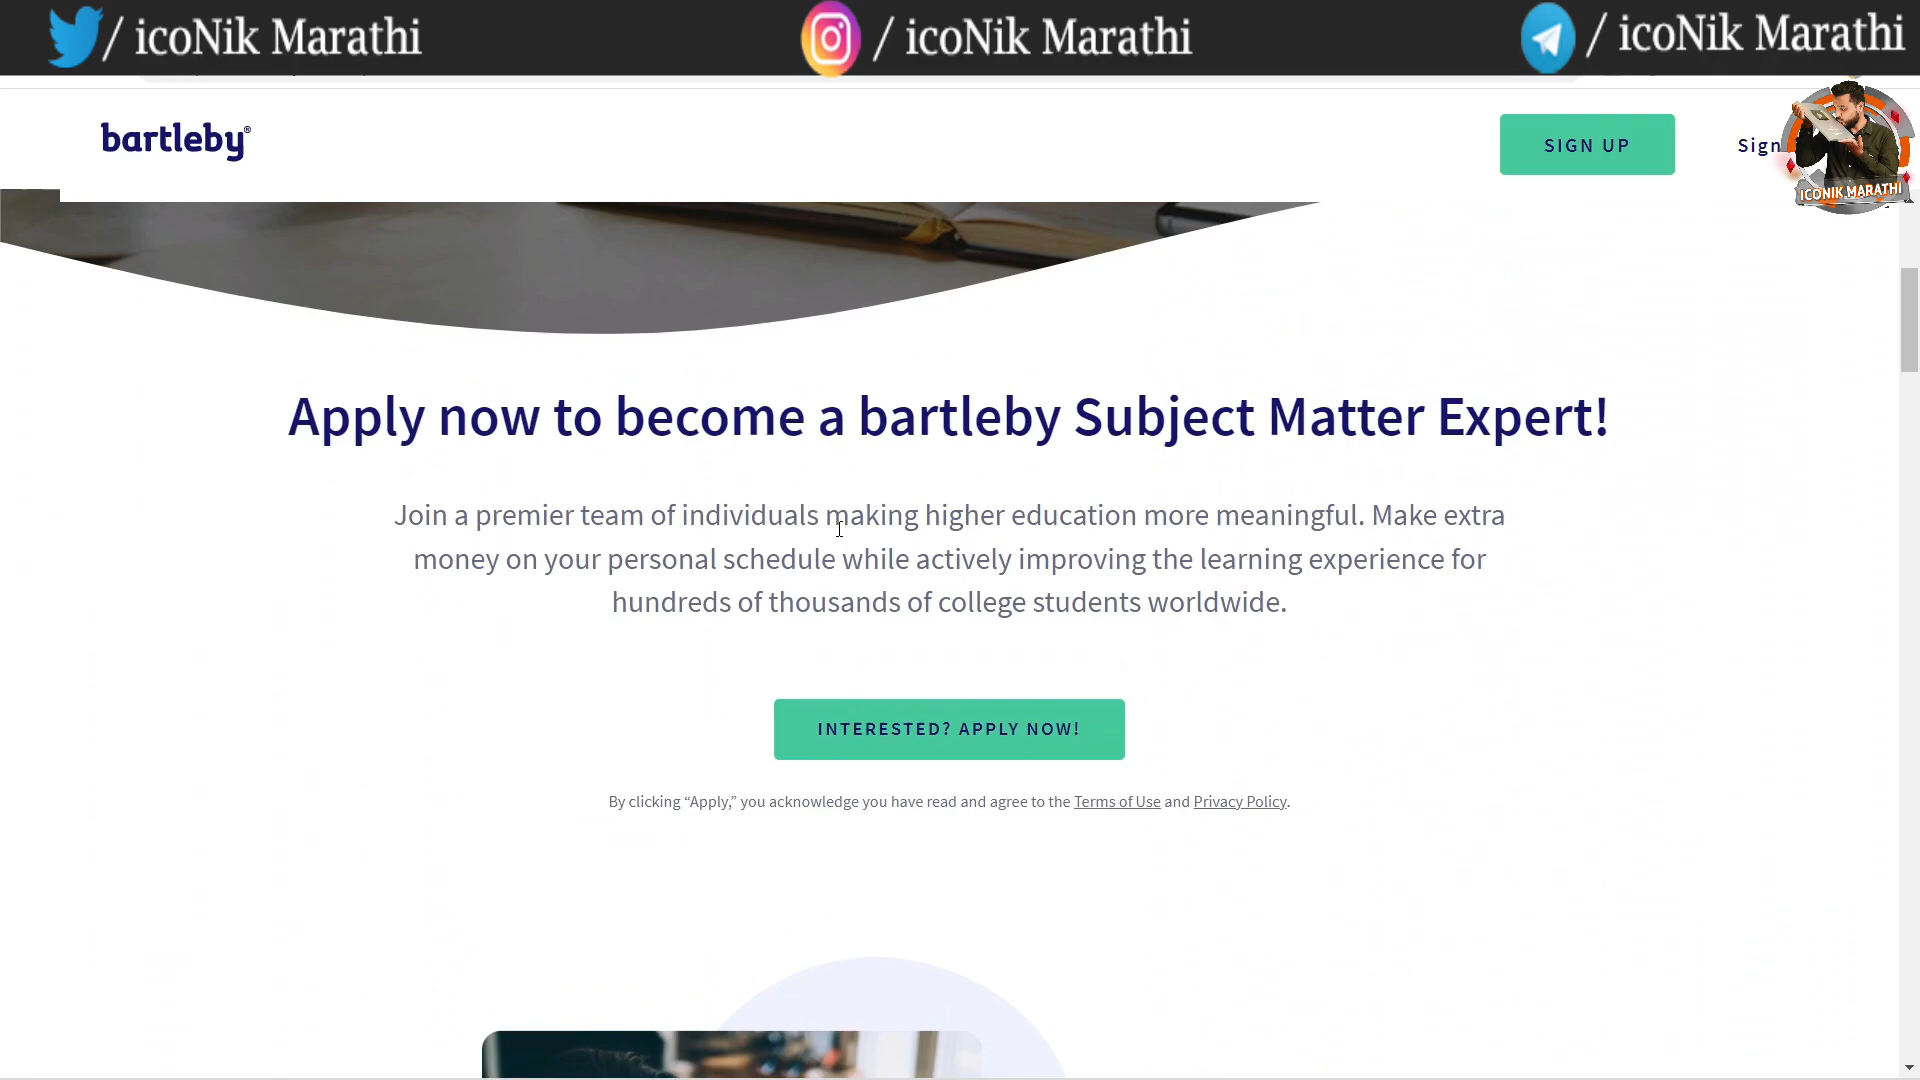 / icoNik Marathi
/ icoNik Marathi
/ icoNik Marathi
bartleby®
SIGN UP
Sign
ICONIK MARATHI
Apply now to become a bartleby Subject Matter Expert!
Join a premier team of individuals making higher education more meaningful. Make extra
money on your personal schedule while actively improving the learning experience for
hundreds of thousands of college students worldwide.
INTERESTED? APPLY NOW!
By clicking “Apply,” you acknowledge you have read and agree to the Terms of Use and Privacy Policy.